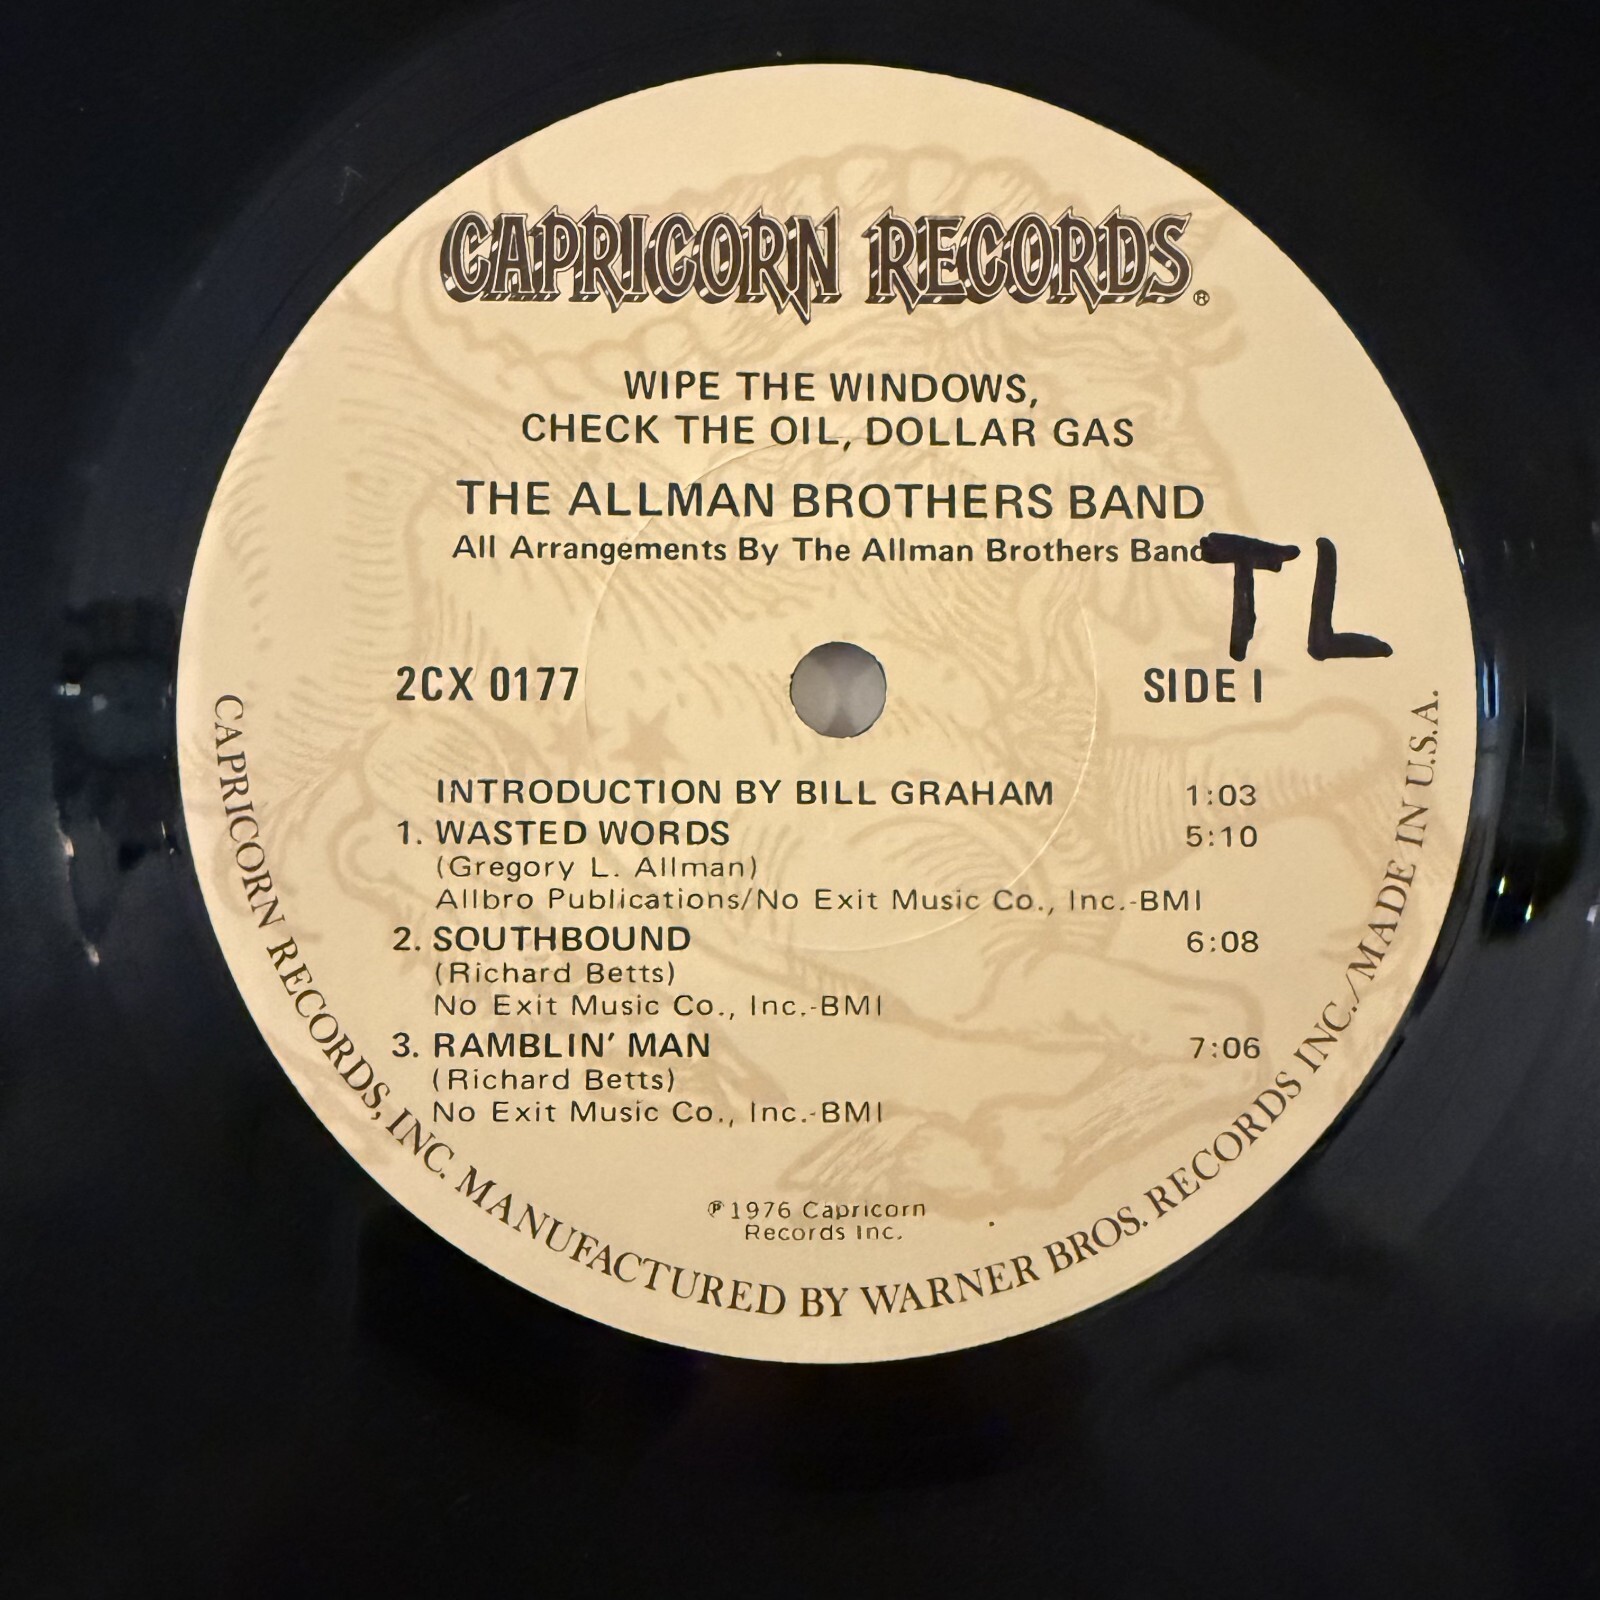 CAPRICORN RECORDS®
WIPE THE WINDOWS,
CHECK THE OIL, DOLLAR GAS
THE ALLMAN BROTHERS BAND
All Arrangements By The Allman Brothers Band
TL
2CX 0177
SIDE I
INTRODUCTION BY BILL GRAHAM 1:03
1. WASTED WORDS 5:10
(Gregory L. Allman)
Allbro Publications/No Exit Music Co., Inc.-BMI
2. SOUTHBOUND 6:08
(Richard Betts)
No Exit Music Co., Inc.-BMI
3. RAMBLIN' MAN 7:06
(Richard Betts)
No Exit Music Co., Inc.-BMI
℗ 1976 Capricorn
Records Inc.
CAPRICORN RECORDS, INC. MANUFACTURED BY WARNER BROS. RECORDS INC./MADE IN U.S.A.